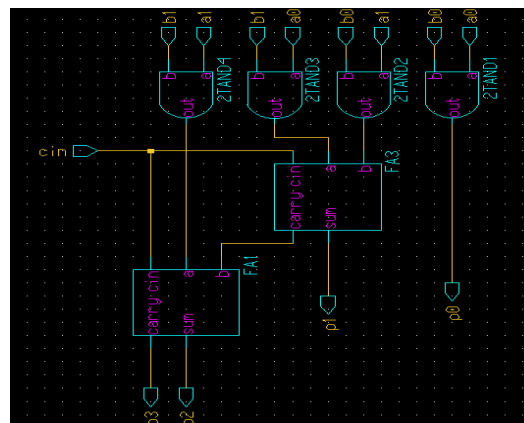 b1 a1 b1 a0 b0 a1 b0 a0
b a b a b a b a
out out out out
2TAND4 2TAND3 2TAND2 2TAND1
cin
cin a b
carry sum
FA3
cin a b
carry sum
FA1
p1 p0
p3 p2